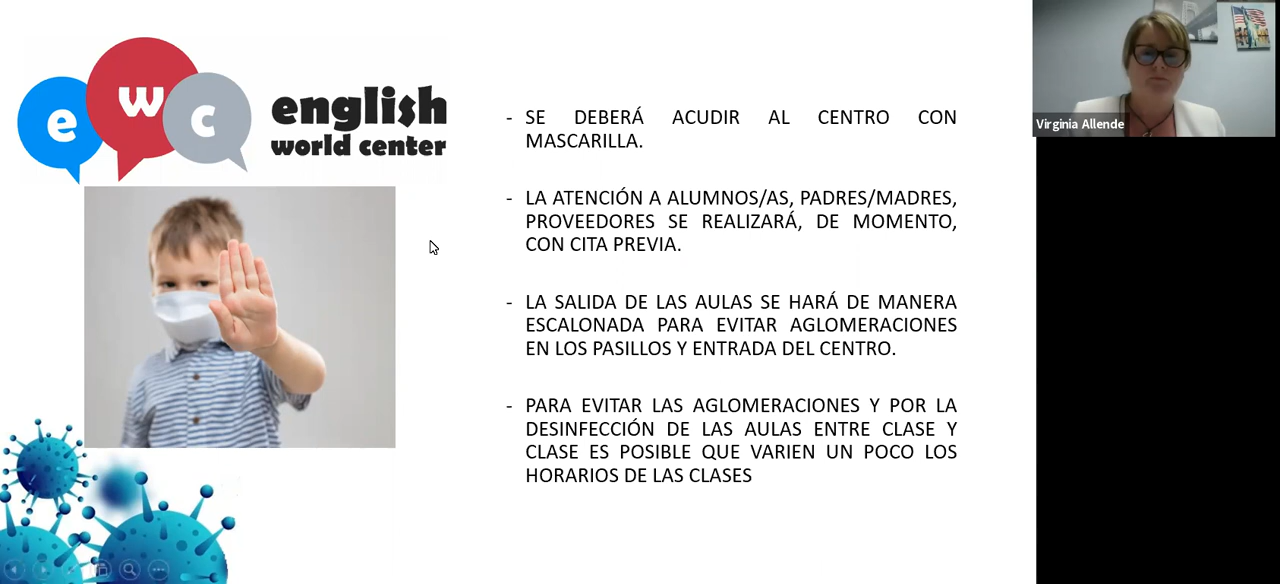 e w c
english
world center
- SE DEBERÁ ACUDIR AL CENTRO CON
MASCARILLA.
- LA ATENCIÓN A ALUMNOS/AS, PADRES/MADRES,
PROVEEDORES SE REALIZARÁ, DE MOMENTO,
CON CITA PREVIA.
- LA SALIDA DE LAS AULAS SE HARÁ DE MANERA
ESCALONADA PARA EVITAR AGLOMERACIONES
EN LOS PASILLOS Y ENTRADA DEL CENTRO.
- PARA EVITAR LAS AGLOMERACIONES Y POR LA
DESINFECCIÓN DE LAS AULAS ENTRE CLASE Y
CLASE ES POSIBLE QUE VARIEN UN POCO LOS
HORARIOS DE LAS CLASES
Virginia Allende